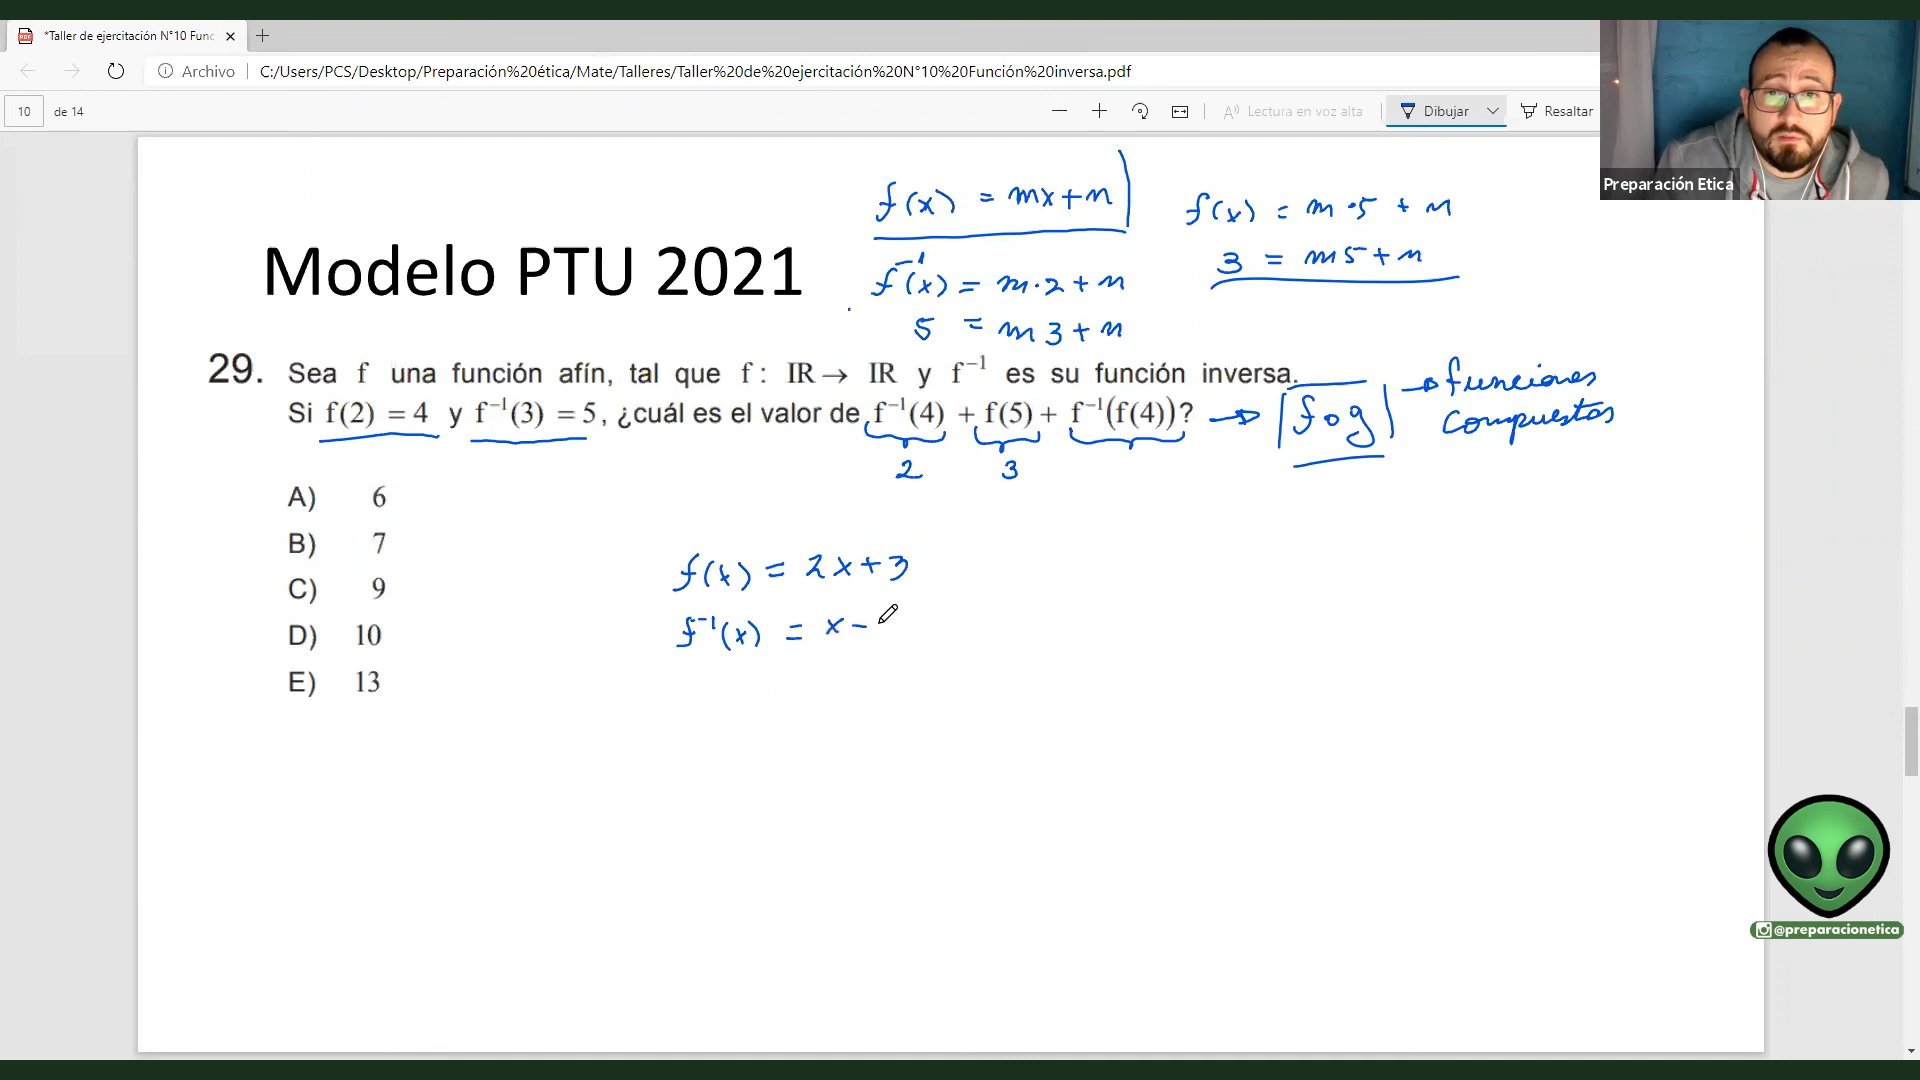 *Taller de ejercitación N°10 Func
Archivo
C:/Users/PCS/Desktop/Preparación%20ética/Mate/Talleres/Taller%20de%20ejercitación%20N°10%20Función%20inversa.pdf
10 de 14
Lectura en voz alta
Dibujar
Resaltar
Preparación Etica
f(x) = mx+n
f(x) = m·5 + n
3 = m5+n
Modelo PTU 2021
f⁻¹(x) = m·2+n
5 = m3+n
29. Sea f una función afín, tal que f : IR → IR y f⁻¹ es su función inversa.
Si f(2) = 4 y f⁻¹(3) = 5, ¿cuál es el valor de f⁻¹(4) + f(5) + f⁻¹(f(4))?
fog
funciones
compuestas
2 3
A) 6
B) 7
C) 9
D) 10
E) 13
f(x) = 2x+3
f⁻¹(x) = x-
@preparacionetica